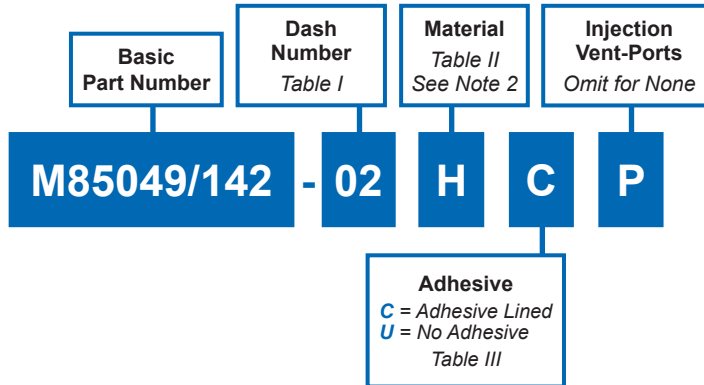 Basic
Part Number
Dash
Number
Table I
Material
Table II
See Note 2
Injection
Vent-Ports
Omit for None
M85049/142 - 02 H C P
Adhesive
C = Adhesive Lined
U = No Adhesive
Table III